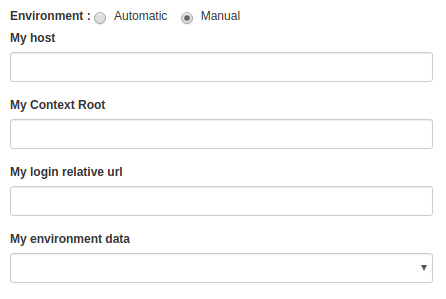 Environment : Automatic Manual
My host
My Context Root
My login relative url
My environment data